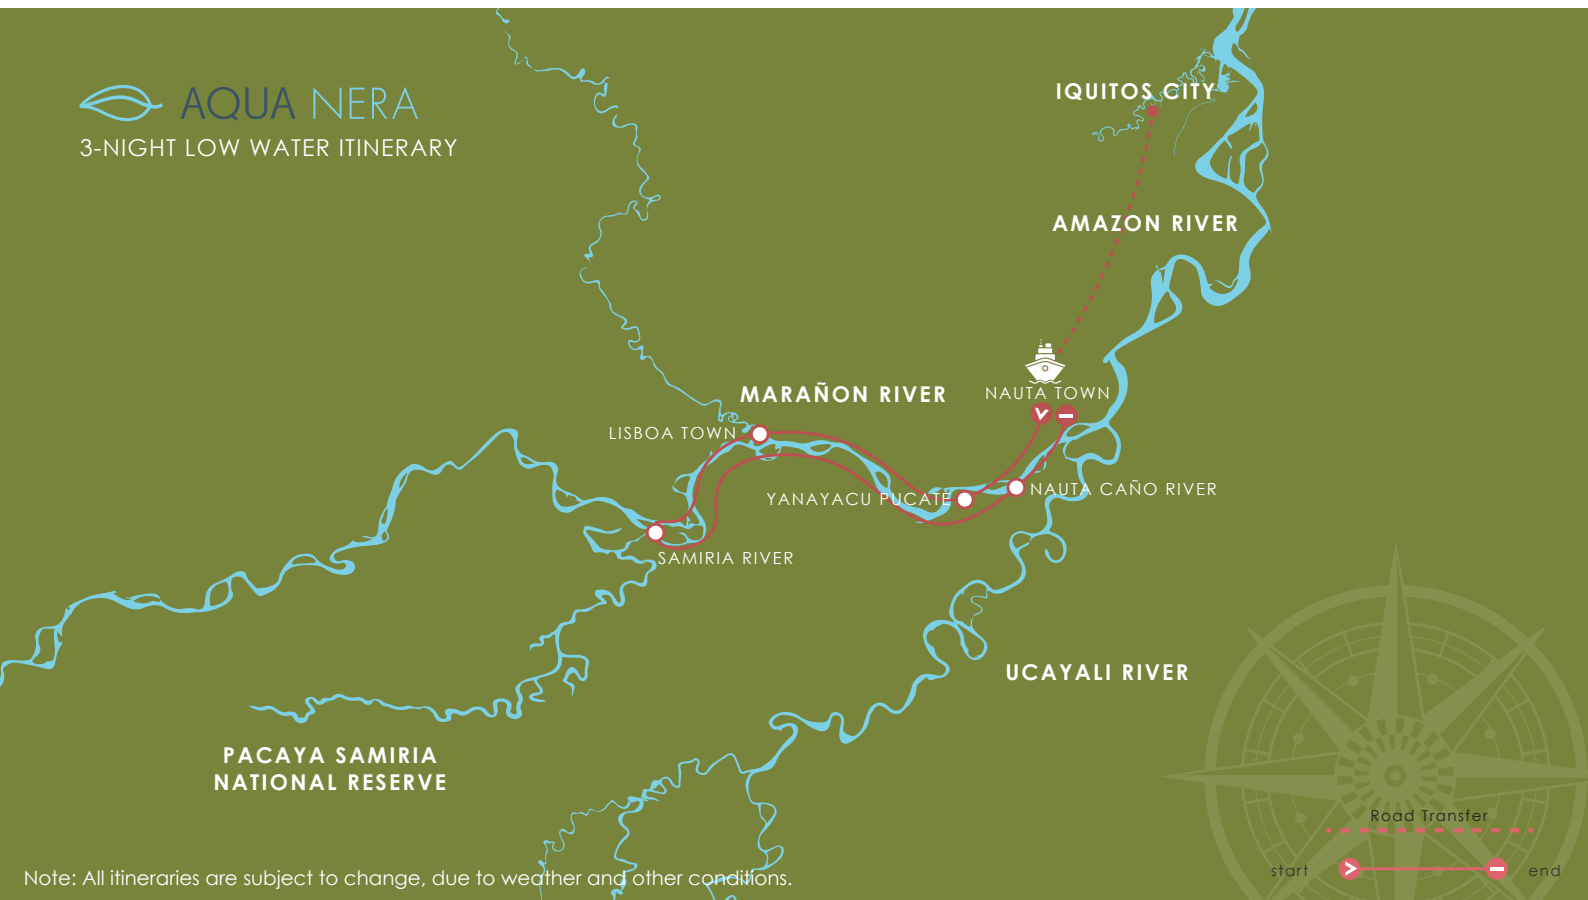 AQUA NERA
3-NIGHT LOW WATER ITINERARY
IQUITOS CITY
AMAZON RIVER
NAUTA TOWN
MARAÑON RIVER
LISBOA TOWN
YANAYACU PUCATE
NAUTA CAÑO RIVER
SAMIRIA RIVER
UCAYALI RIVER
PACAYA SAMIRIA
NATIONAL RESERVE
Road Transfer
start
end
Note: All itineraries are subject to change, due to weather and other conditions.